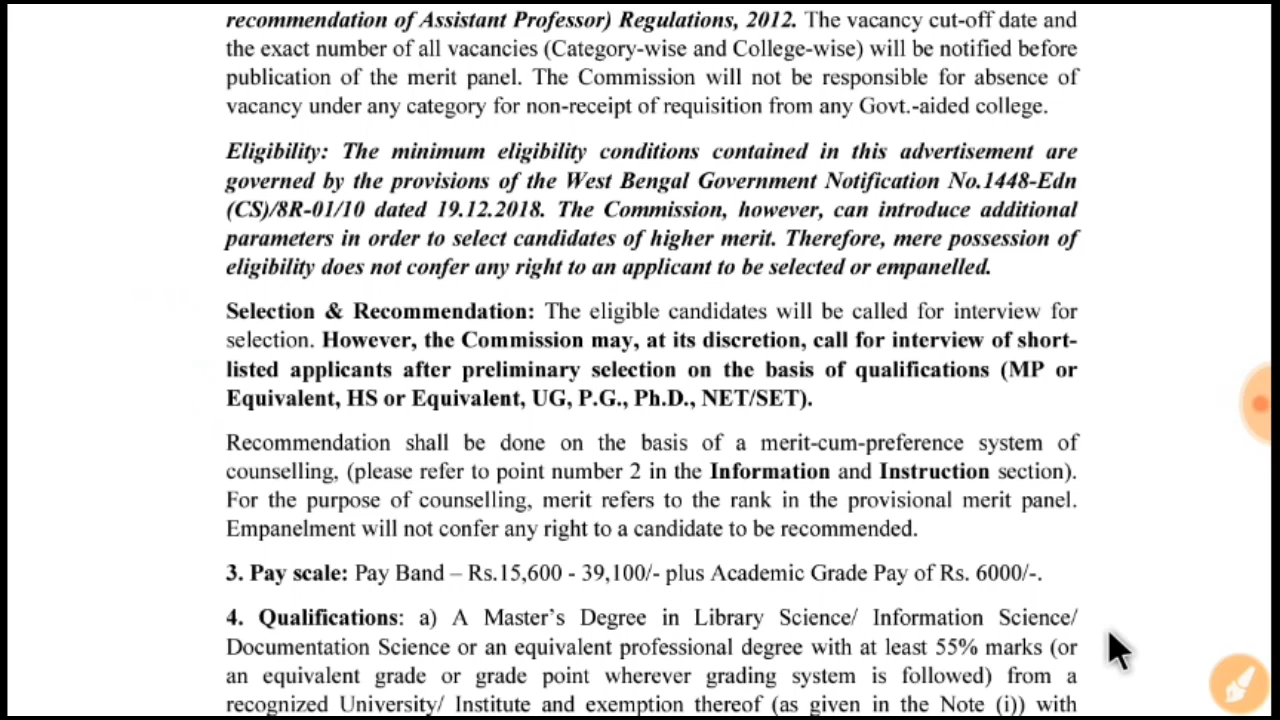 recommendation of Assistant Professor) Regulations, 2012. The vacancy cut-off date and
the exact number of all vacancies (Category-wise and College-wise) will be notified before
publication of the merit panel. The Commission will not be responsible for absence of
vacancy under any category for non-receipt of requisition from any Govt.-aided college.
Eligibility: The minimum eligibility conditions contained in this advertisement are
governed by the provisions of the West Bengal Government Notification No.1448-Edn
(CS)/8R-01/10 dated 19.12.2018. The Commission, however, can introduce additional
parameters in order to select candidates of higher merit. Therefore, mere possession of
eligibility does not confer any right to an applicant to be selected or empanelled.
Selection & Recommendation: The eligible candidates will be called for interview for
selection. However, the Commission may, at its discretion, call for interview of short-
listed applicants after preliminary selection on the basis of qualifications (MP or
Equivalent, HS or Equivalent, UG, P.G., Ph.D., NET/SET).
Recommendation shall be done on the basis of a merit-cum-preference system of
counselling, (please refer to point number 2 in the Information and Instruction section).
For the purpose of counselling, merit refers to the rank in the provisional merit panel.
Empanelment will not confer any right to a candidate to be recommended.
3. Pay scale: Pay Band – Rs.15,600 - 39,100/- plus Academic Grade Pay of Rs. 6000/-.
4. Qualifications: a) A Master's Degree in Library Science/ Information Science/
Documentation Science or an equivalent professional degree with at least 55% marks (or
an equivalent grade or grade point wherever grading system is followed) from a
recognized University/ Institute and exemption thereof (as given in the Note (i)) with